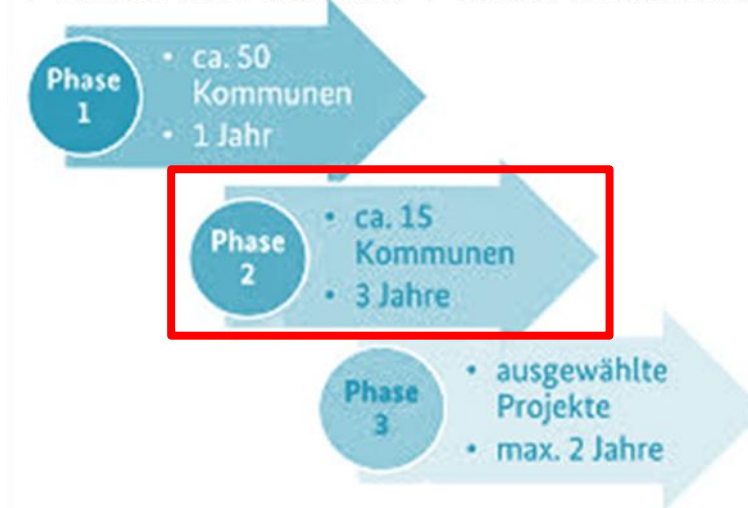 Phase
1
• ca. 50
Kommunen
• 1 Jahr
Phase
2
• ca. 15
Kommunen
• 3 Jahre
Phase
3
• ausgewählte
Projekte
• max. 2 Jahre